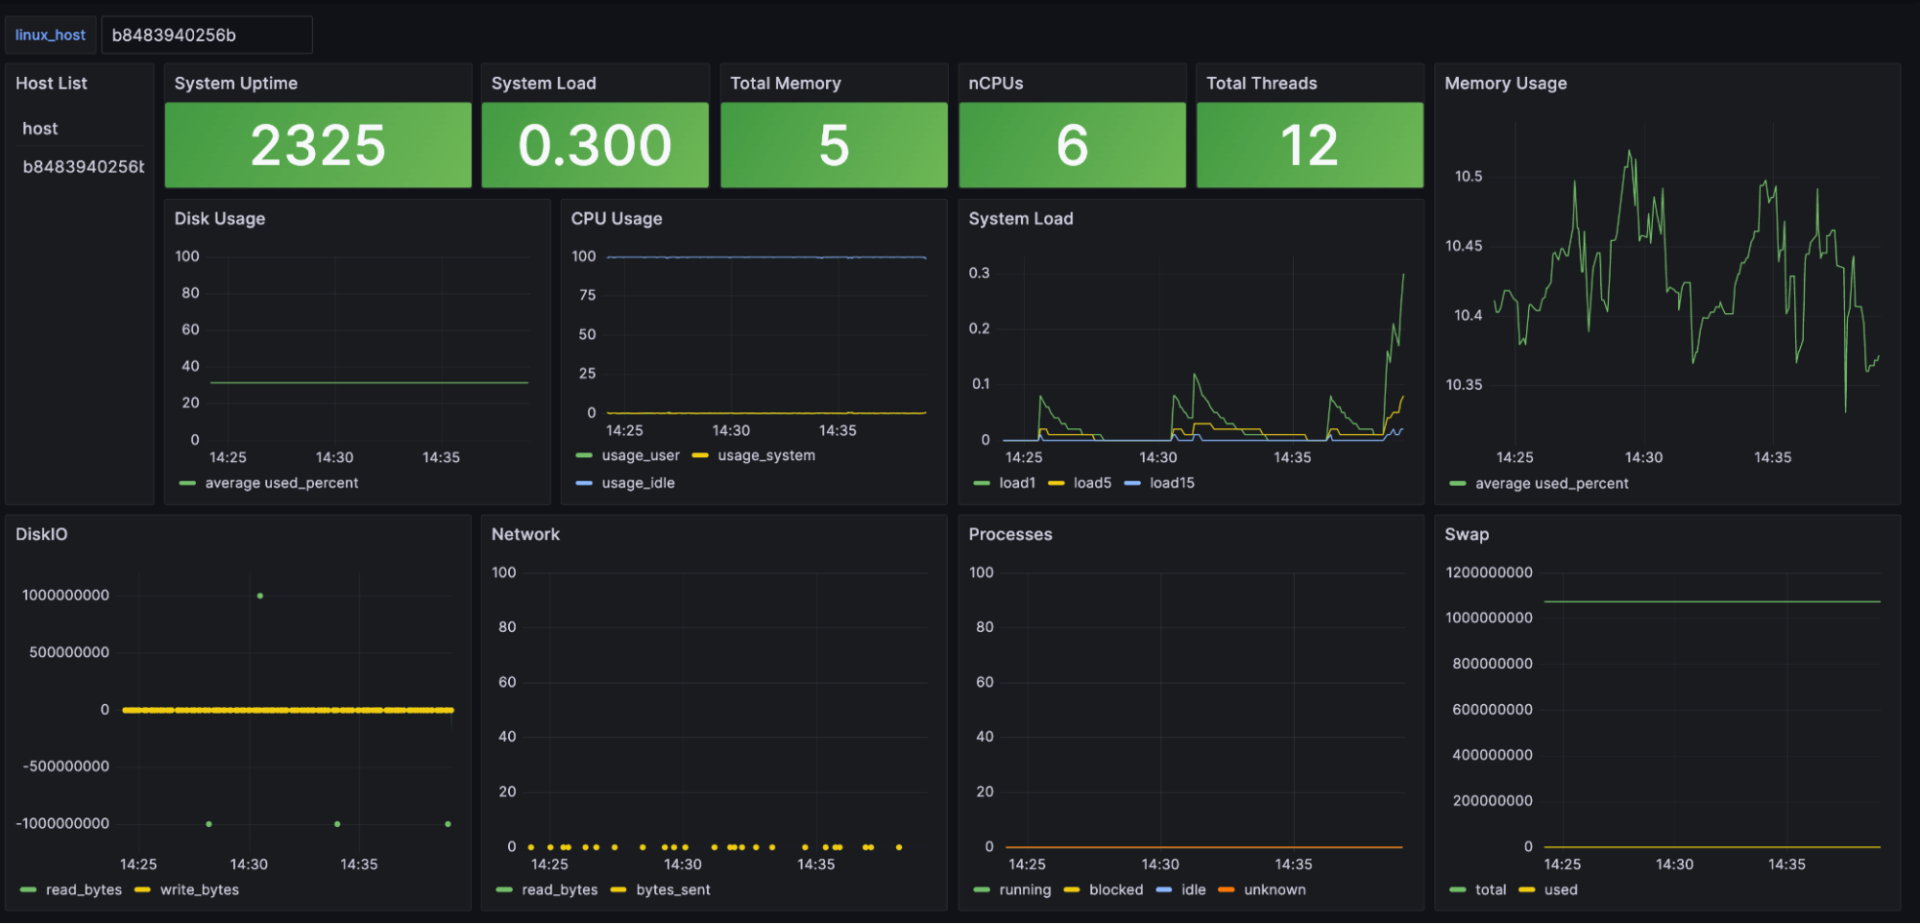 linux_host b8483940256b
Host List
host
b8483940256b
System Uptime
2325
System Load
0.300
Total Memory
5
nCPUs
6
Total Threads
12
Memory Usage
10.5
10.45
10.4
10.35
14:25 14:30 14:35
average used_percent
Disk Usage
100
80
60
40
20
0
14:25 14:30 14:35
average used_percent
CPU Usage
100
75
50
25
0
14:25 14:30 14:35
usage_user usage_system
usage_idle
System Load
0.3
0.2
0.1
0
14:25 14:30 14:35
load1 load5 load15
DiskIO
1000000000
500000000
0
-500000000
-1000000000
14:25 14:30 14:35
read_bytes write_bytes
Network
100
80
60
40
20
0
14:25 14:30 14:35
read_bytes bytes_sent
Processes
100
80
60
40
20
0
14:25 14:30 14:35
running blocked idle unknown
Swap
1200000000
1000000000
800000000
600000000
400000000
200000000
0
14:25 14:30 14:35
total used